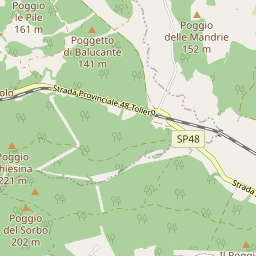 Poggio
le Pile
161 m
Poggio
delle Mandrie
152 m
Poggetto
di Balucante
141 m
Strada Provinciale 48 Tollero
SP48
Poggio
221 m
Strada
Poggio
del Sorbo
202 m